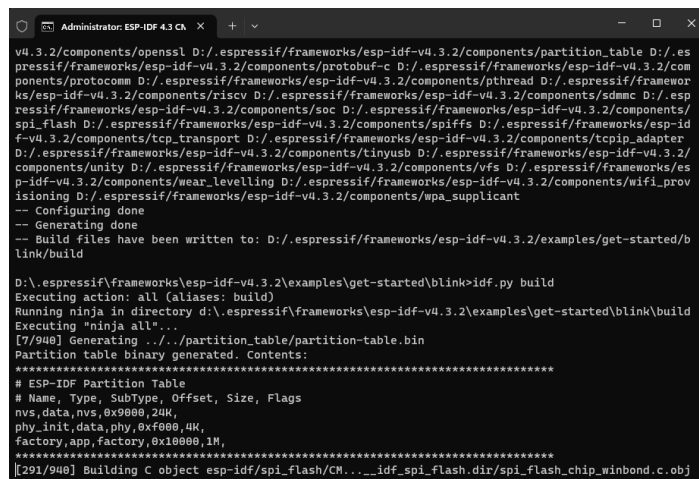 Administrator: ESP-IDF 4.3 CM
v4.3.2/components/openssl D:/.espressif/frameworks/esp-idf-v4.3.2/components/partition_table D:/.es
pressif/frameworks/esp-idf-v4.3.2/components/protobuf-c D:/.espressif/frameworks/esp-idf-v4.3.2/com
ponents/protocomm D:/.espressif/frameworks/esp-idf-v4.3.2/components/pthread D:/.espressif/framewor
ks/esp-idf-v4.3.2/components/riscv D:/.espressif/frameworks/esp-idf-v4.3.2/components/sdmmc D:/.esp
ressif/frameworks/esp-idf-v4.3.2/components/soc D:/.espressif/frameworks/esp-idf-v4.3.2/components/
spi_flash D:/.espressif/frameworks/esp-idf-v4.3.2/components/spiffs D:/.espressif/frameworks/esp-id
f-v4.3.2/components/tcp_transport D:/.espressif/frameworks/esp-idf-v4.3.2/components/tcpip_adapter
D:/.espressif/frameworks/esp-idf-v4.3.2/components/tinyusb D:/.espressif/frameworks/esp-idf-v4.3.2/
components/unity D:/.espressif/frameworks/esp-idf-v4.3.2/components/vfs D:/.espressif/frameworks/es
p-idf-v4.3.2/components/wear_levelling D:/.espressif/frameworks/esp-idf-v4.3.2/components/wifi_prov
isioning D:/.espressif/frameworks/esp-idf-v4.3.2/components/wpa_supplicant
-- Configuring done
-- Generating done
-- Build files have been written to: D:/.espressif/frameworks/esp-idf-v4.3.2/examples/get-started/b
link/build
D:\.espressif\frameworks\esp-idf-v4.3.2\examples\get-started\blink>idf.py build
Executing action: all (aliases: build)
Running ninja in directory d:\.espressif\frameworks\esp-idf-v4.3.2\examples\get-started\blink\build
Executing "ninja all"...
[7/940] Generating ../../partition_table/partition-table.bin
Partition table binary generated. Contents:
*******************************************************************************
# ESP-IDF Partition Table
# Name, Type, SubType, Offset, Size, Flags
nvs,data,nvs,0x9000,24K,
phy_init,data,phy,0xf000,4K,
factory,app,factory,0x10000,1M,
*******************************************************************************
[291/940] Building C object esp-idf/spi_flash/CM...__idf_spi_flash.dir/spi_flash_chip_winbond.c.obj